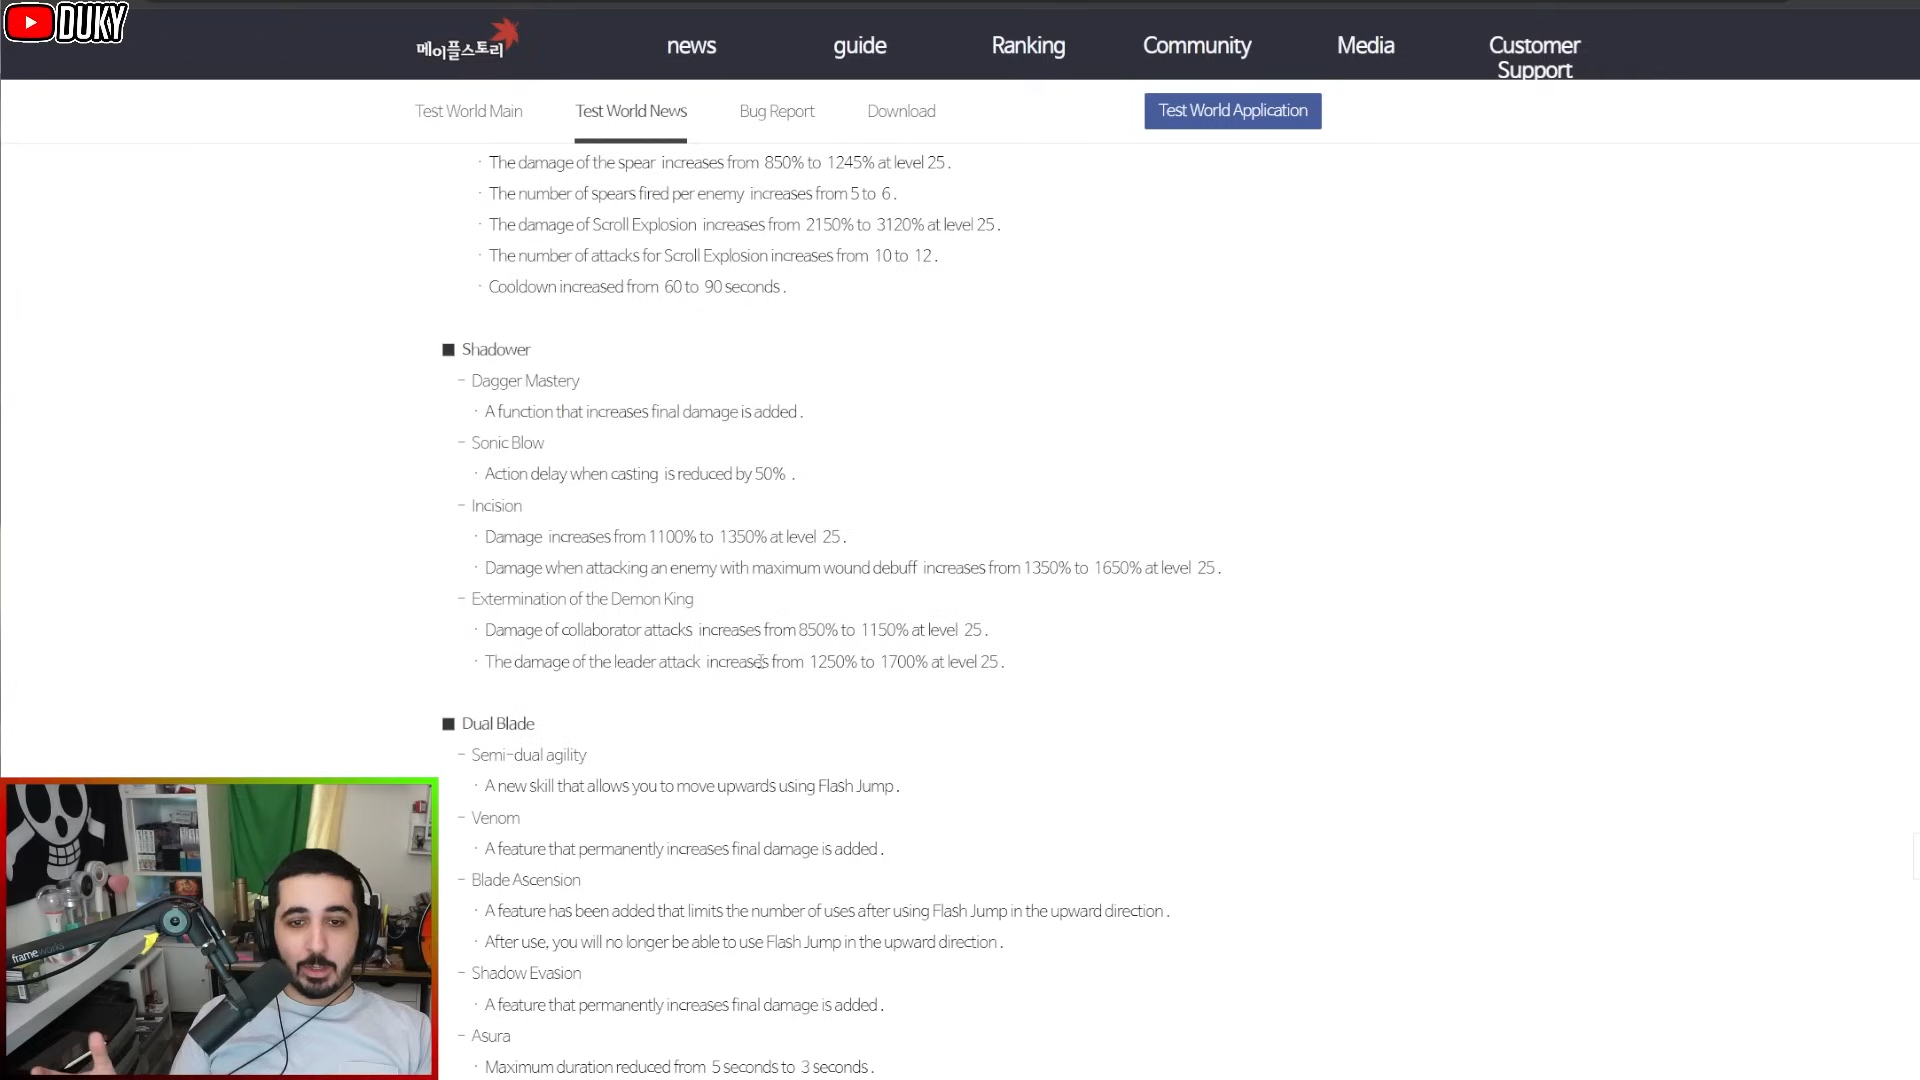 DUKY
메이플스토리
news
guide
Ranking
Community
Media
Customer Support
Test World Main
Test World News
Bug Report
Download
Test World Application
· The damage of the spear increases from 850% to 1245% at level 25 .
· The number of spears fired per enemy increases from 5 to 6 .
· The damage of Scroll Explosion increases from 2150% to 3120% at level 25 .
· The number of attacks for Scroll Explosion increases from 10 to 12 .
· Cooldown increased from 60 to 90 seconds .
■ Shadower
- Dagger Mastery
· A function that increases final damage is added .
- Sonic Blow
· Action delay when casting is reduced by 50% .
- Incision
· Damage increases from 1100% to 1350% at level 25 .
· Damage when attacking an enemy with maximum wound debuff increases from 1350% to 1650% at level 25 .
- Extermination of the Demon King
· Damage of collaborator attacks increases from 850% to 1150% at level 25 .
· The damage of the leader attack increases from 1250% to 1700% at level 25 .
■ Dual Blade
- Semi-dual agility
· A new skill that allows you to move upwards using Flash Jump .
- Venom
· A feature that permanently increases final damage is added .
- Blade Ascension
· A feature has been added that limits the number of uses after using Flash Jump in the upward direction .
· After use, you will no longer be able to use Flash Jump in the upward direction .
- Shadow Evasion
· A feature that permanently increases final damage is added .
- Asura
· Maximum duration reduced from 5 seconds to 3 seconds .
frameworks